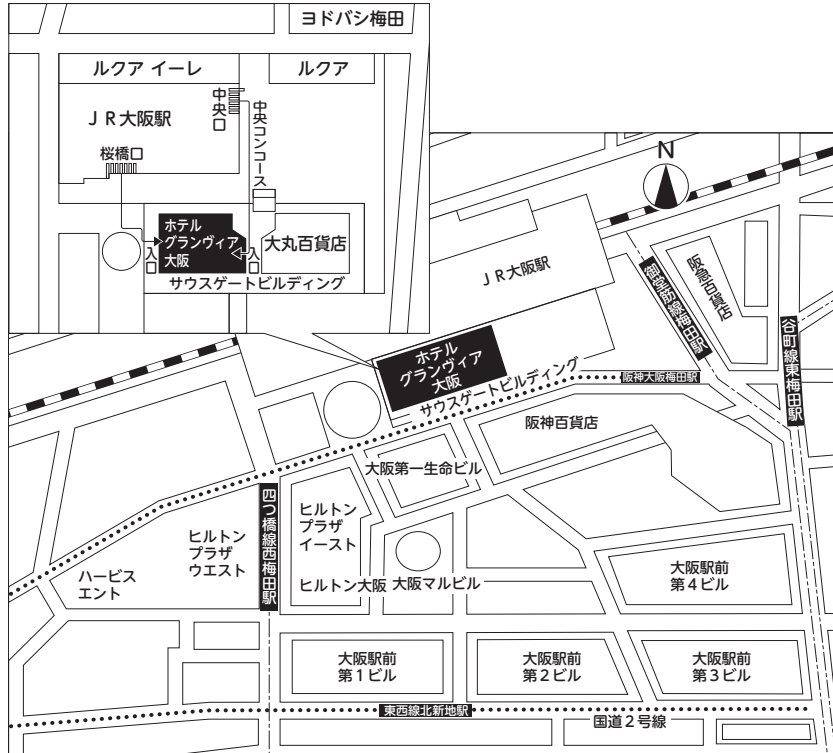 ヨドバシ梅田
ルクア イーレ
ルクア
ＪＲ大阪駅
中央口
中央コンコース
桜橋口
ホテル
グランヴィア
大阪
入口
入口
大丸百貨店
サウスゲートビルディング
N
ＪＲ大阪駅
御堂筋線梅田駅
阪急百貨店
谷町線東梅田駅
ホテル
グランヴィア
大阪
サウスゲートビルディング
阪神大阪梅田駅
阪神百貨店
大阪第一生命ビル
四つ橋線西梅田駅
ヒルトン
プラザ
イースト
ヒルトン
プラザ
ウエスト
ハービス
エント
ヒルトン大阪
大阪マルビル
大阪駅前
第４ビル
大阪駅前
第１ビル
大阪駅前
第２ビル
大阪駅前
第３ビル
東西線北新地駅
国道２号線